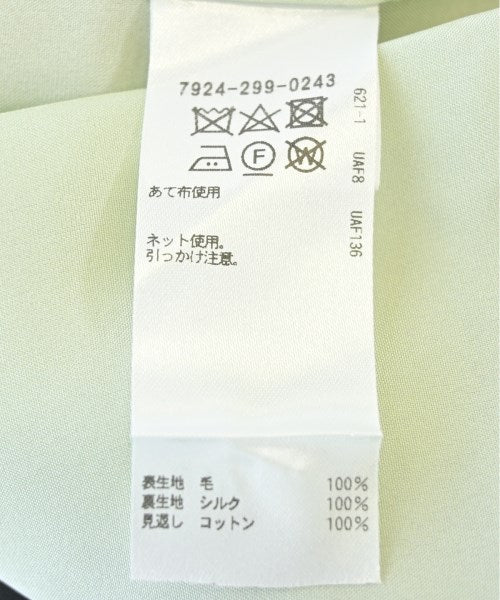 7924-299-0243
F W
あて布使用
ネット使用。
引っかけ注意。
621-1 UAF8 UAF136
表生地 毛 100%
裏生地 シルク 100%
見返し コットン 100%